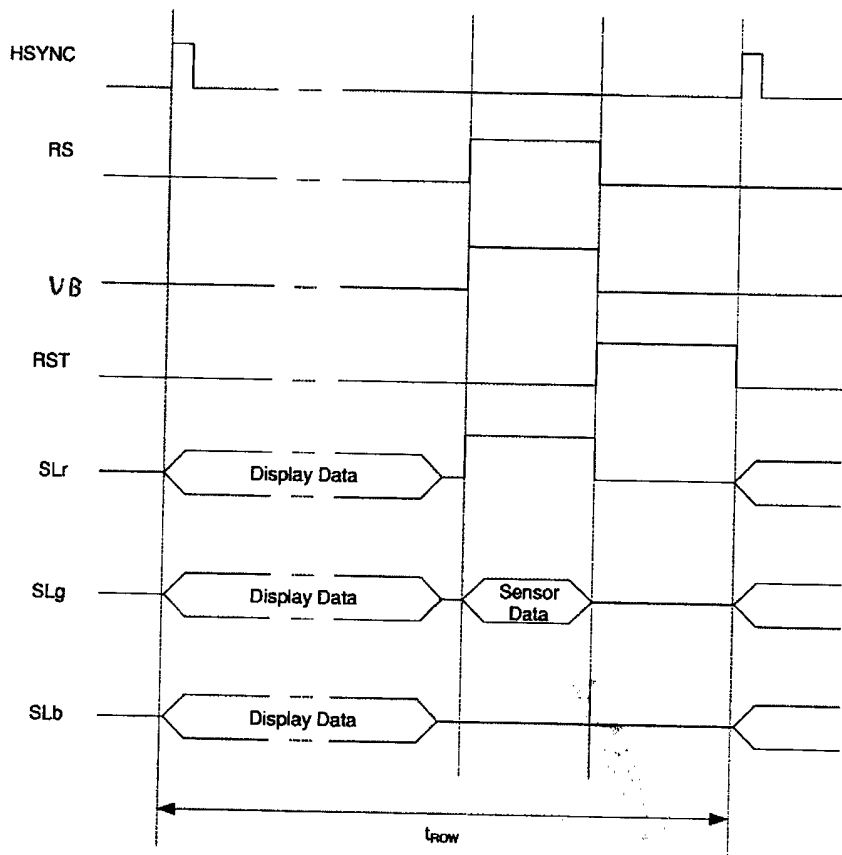 HSYNC
RS
VB
RST
SLr
Display Data
SLg
Display Data
Sensor
Data
SLb
Display Data
tROW